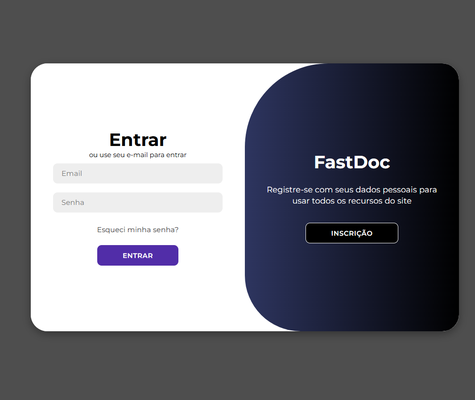 Entrar
ou use seu e-mail para entrar
Email
Senha
Esqueci minha senha?
ENTRAR
FastDoc
Registre-se com seus dados pessoais para
usar todos os recursos do site
INSCRIÇÃO